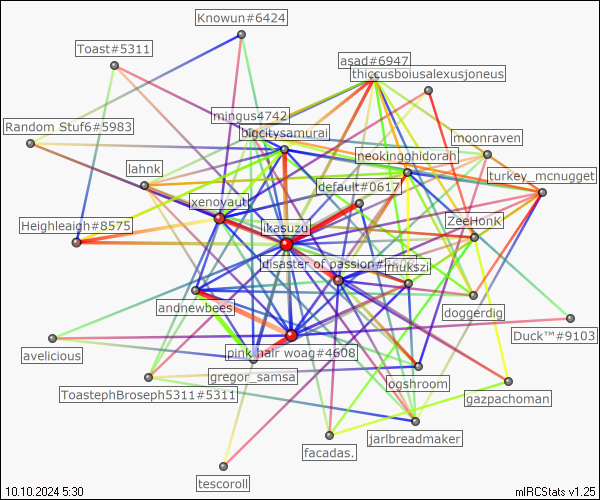 Knowun#6424
Toast#5311
asad#6947
thiccusboiusalexusjoneus
mingus4742
Random Stuf6#5983
bigcitysamurai
moonraven
neokingghidorah
lahnk
turkey_mcnugget
default#0617
xenovaut
Heighleaigh#8575
ikasuzu
ZeeHonk
disaster of passion#
mukszi
andnewbees
doggerdig
Duck™#9103
avelicious
pink hair woag#4608
gregor_samsa
ogshroom
ToastephBroseph5311#5311
gazpachoman
jarlbreadmaker
facadas.
tescoroll
10.10.2024 5:30
mIRCStats v1.25